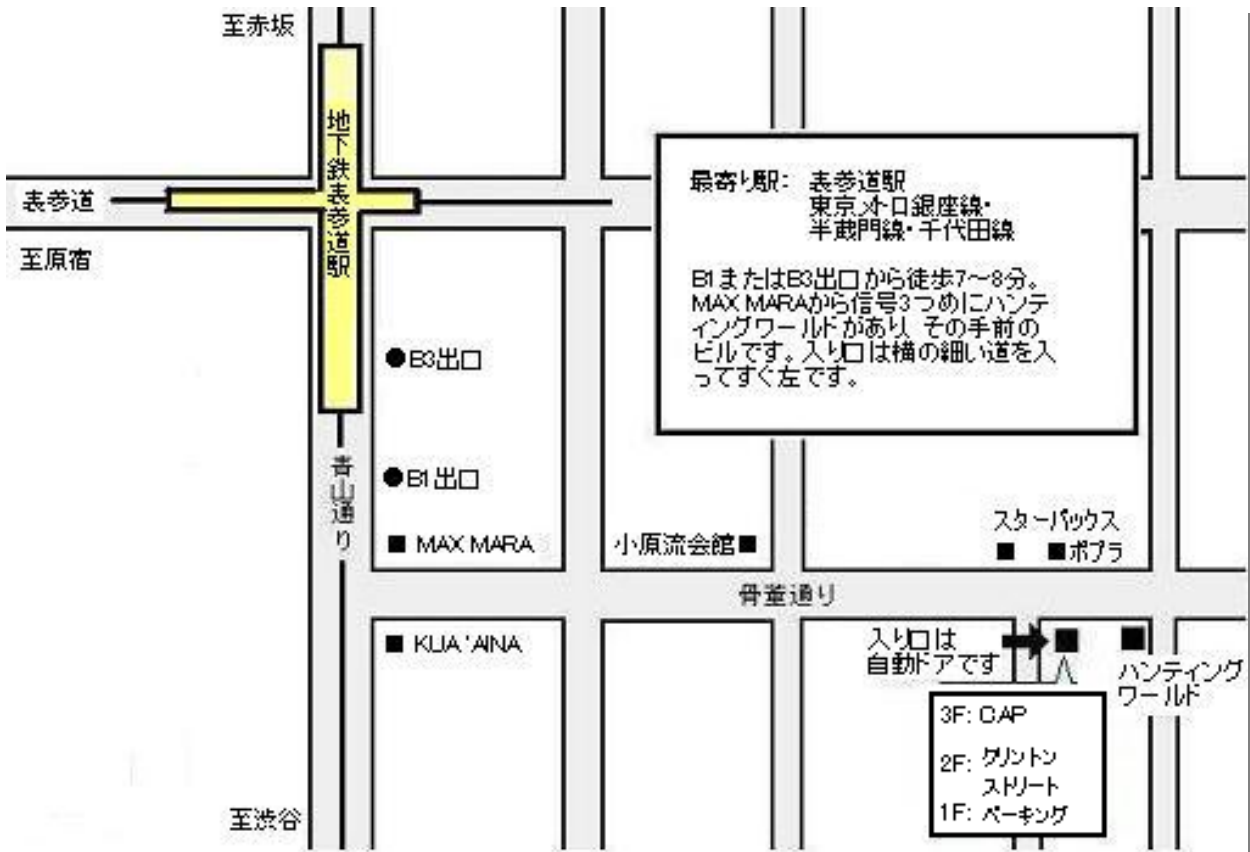 至赤坂
地下鉄表参道駅
表参道
至原宿
最寄り駅： 表参道駅
東京メトロ銀座線・
半蔵門線・千代田線
B1またはB3出口から徒歩7～8分。
MAX MARAから信号3つめにハンテ
ィングワールドがあり、その手前の
ビルです。入り口は横の細い道を入
ってすぐ左です。
●B3出口
●B1出口
青山通り
■ MAX MARA
小原流会館■
スターバックス
■ ■ポプラ
骨董通り
■ KUA'AINA
入り口は
自動ドアです
ハンティング
ワールド
3F: CAP
2F: クリントン
ストリート
1F: ベーキング
至渋谷